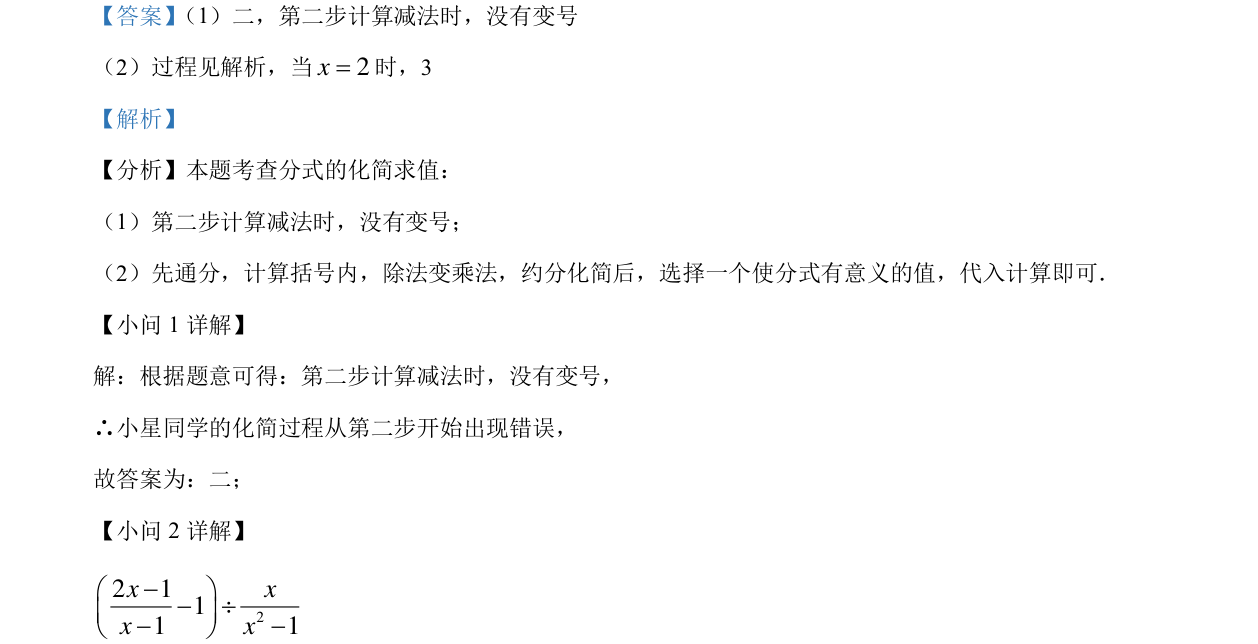 【答案】（1）二，第二步计算减法时，没有变号
（2）过程见解析，当 x = 2 时，3
【解析】
【分析】本题考查分式的化简求值：
（1）第二步计算减法时，没有变号；
（2）先通分，计算括号内，除法变乘法，约分化简后，选择一个使分式有意义的值，代入计算即可．
【小问 1 详解】
解：根据题意可得：第二步计算减法时，没有变号，
∴小星同学的化简过程从第二步开始出现错误，
故答案为：二；
【小问 2 详解】
\left(\frac{2x-1}{x-1}-1\right)\div\frac{x}{x^2-1}